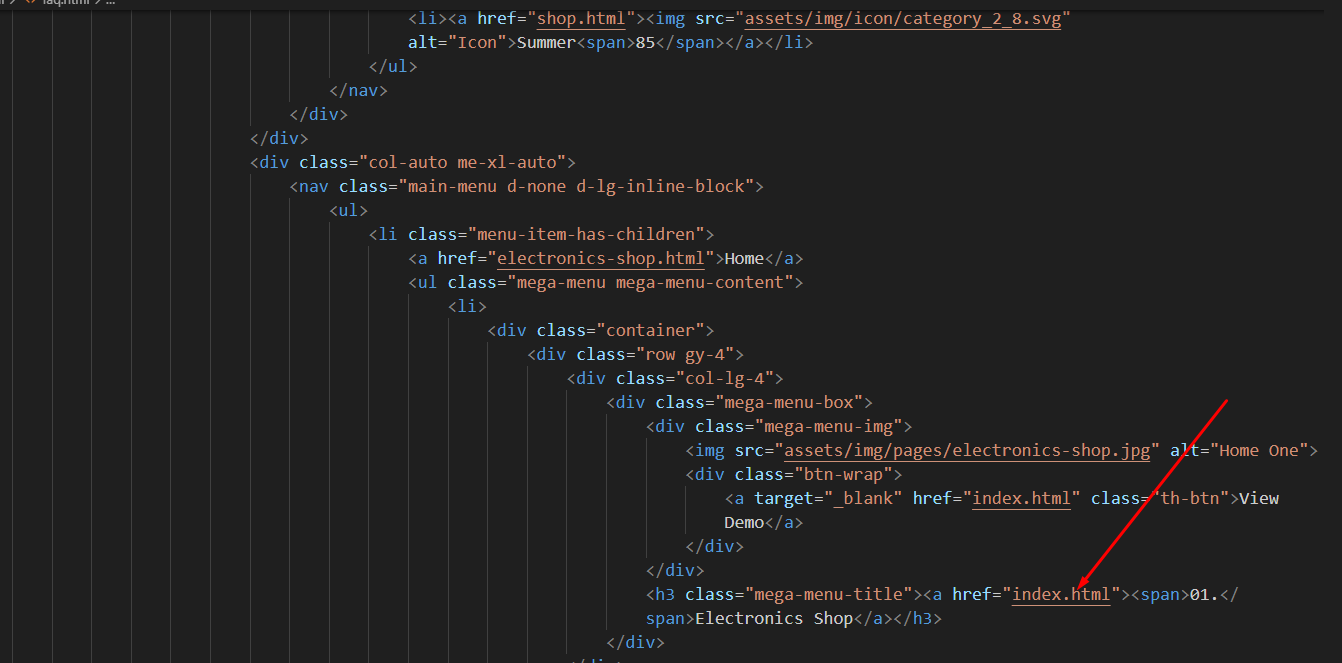 <li><a href="shop.html"><img src="assets/img/icon/category_2_8.svg"
alt="Icon">Summer<span>85</span></a></li>
</ul>
</nav>
</div>
</div>
<div class="col-auto me-xl-auto">
<nav class="main-menu d-none d-lg-inline-block">
<ul>
<li class="menu-item-has-children">
<a href="electronics-shop.html">Home</a>
<ul class="mega-menu mega-menu-content">
<li>
<div class="container">
<div class="row gy-4">
<div class="col-lg-4">
<div class="mega-menu-box">
<div class="mega-menu-img">
<img src="assets/img/pages/electronics-shop.jpg" alt="Home One">
<div class="btn-wrap">
<a target="_blank" href="index.html" class="th-btn">View
Demo</a>
</div>
</div>
<h3 class="mega-menu-title"><a href="index.html"><span>01.</
span>Electronics Shop</a></h3>
</div>